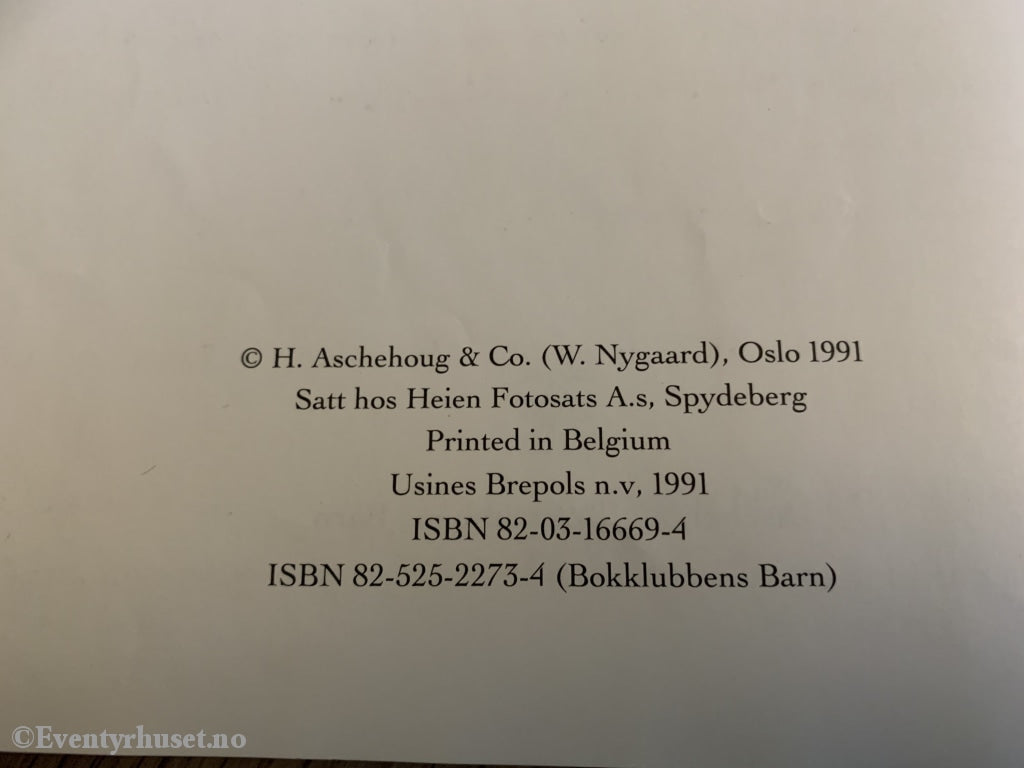 © H. Aschehoug & Co. (W. Nygaard), Oslo 1991
Satt hos Heien Fotosats A.s, Spydeberg
Printed in Belgium
Usines Brepols n.v, 1991
ISBN 82-03-16669-4
ISBN 82-525-2273-4 (Bokklubbens Barn)
©Eventyrhuset.no